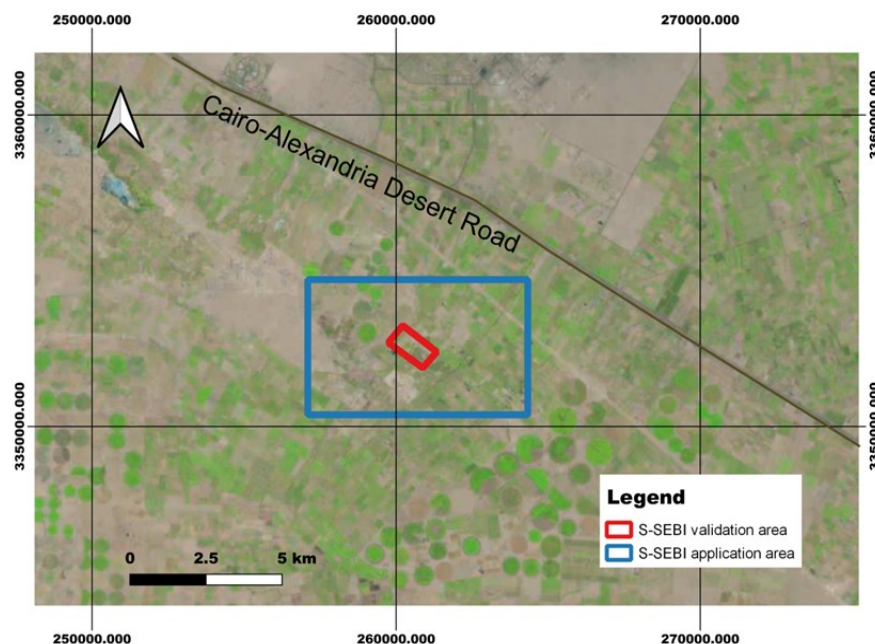 250000.000 260000.000 270000.000
3360000.000 3360000.000
Cairo-Alexandria Desert Road
3350000.000 3350000.000
Legend
S-SEBI validation area
S-SEBI application area
0 2.5 5 km
250000.000 260000.000 270000.000